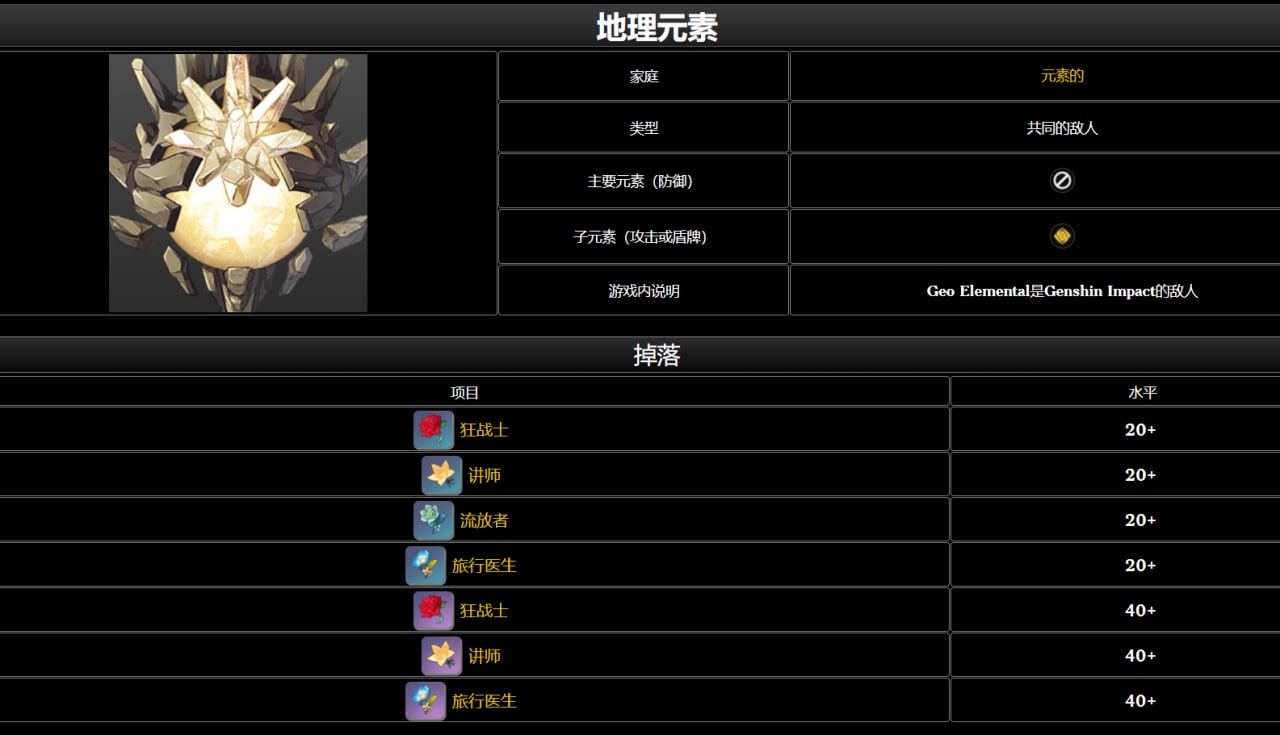 地理元素
家庭
元素的
类型
共同的敌人
主要元素（防御）
子元素（攻击或盾牌）
游戏内说明
Geo Elemental是Genshin Impact的敌人
掉落
项目
水平
狂战士
20+
讲师
20+
流放者
20+
旅行医生
20+
狂战士
40+
讲师
40+
旅行医生
40+